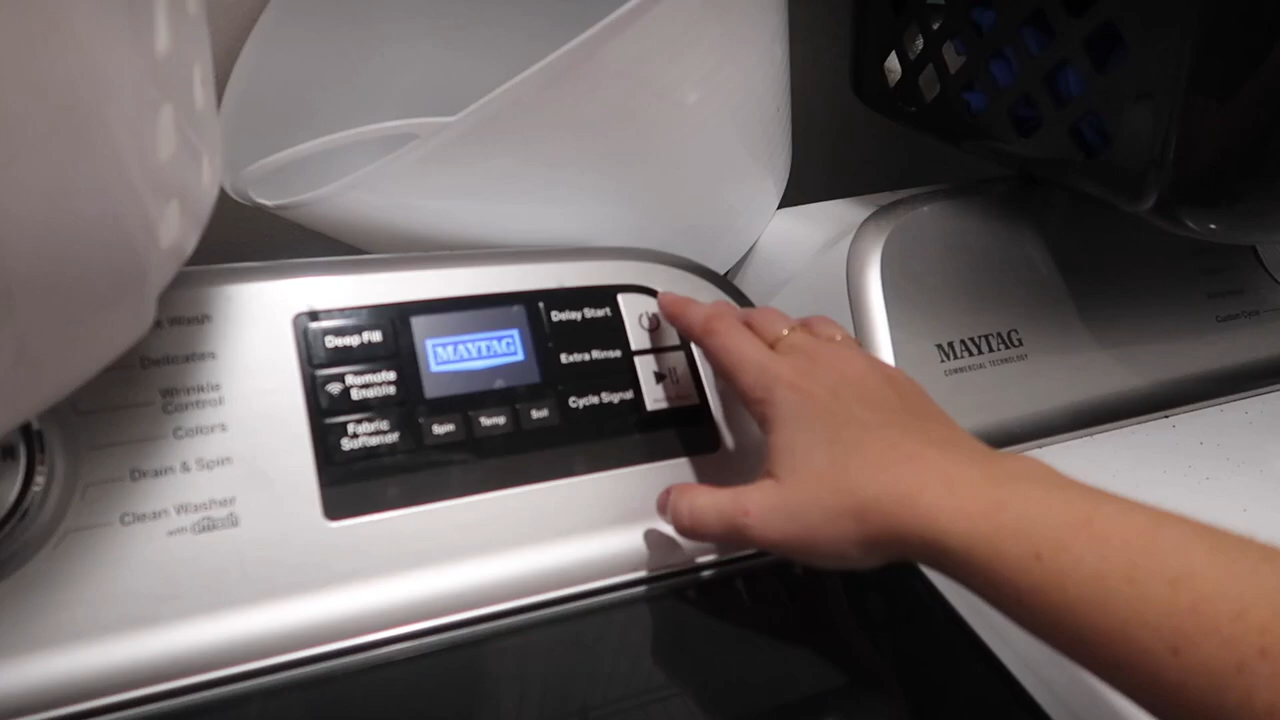 Wash
Delicates
Wrinkle
Control
Colors
Drain & Spin
Clean Washer
with affresh
Deep Fill
Remote
Enable
Fabric
Softener
MAYTAG
Spin
Temp
Soil
Delay Start
Extra Rinse
Cycle Signal
MAYTAG
COMMERCIAL TECHNOLOGY
Custom Cycle